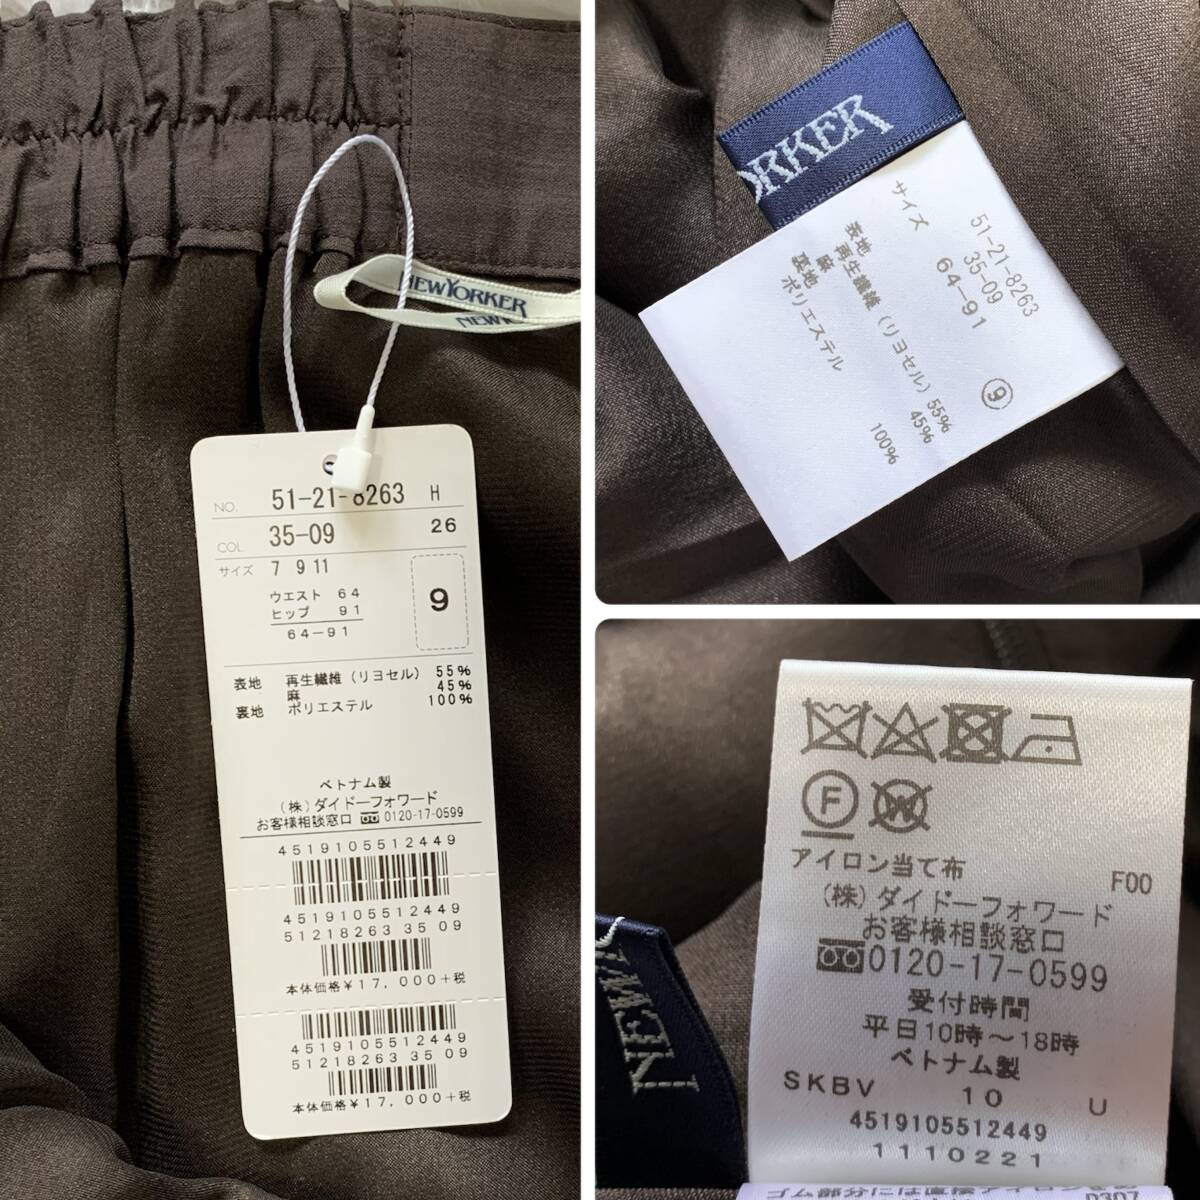 NEWYORKER
NO. 51-21-8263 H
COL. 35-09 26
サイズ 7 9 11
ウエスト 64
ヒップ 91
64-91
9
表地 再生繊維(リヨセル) 55%
麻 45%
裏地 ポリエステル 100%
ベトナム製
(株)ダイドーフォワード
お客様相談窓口 0120-17-0599
4519105512449
4519105512449
51218263 35 09
本体価格¥17,000+税
4519105512449
51218263 35 09
本体価格¥17,000+税
ORKER
51-21-8263
35-09
サイズ 64-91 9
表地 再生繊維(リヨセル) 55%
麻 45%
裏地 ポリエステル 100%
F W
アイロン当て布
F00
(株)ダイドーフォワード
お客様相談窓口
0120-17-0599
受付時間
平日10時~18時
ベトナム製
SKBV 10 U
4519105512449
1110221
NEW